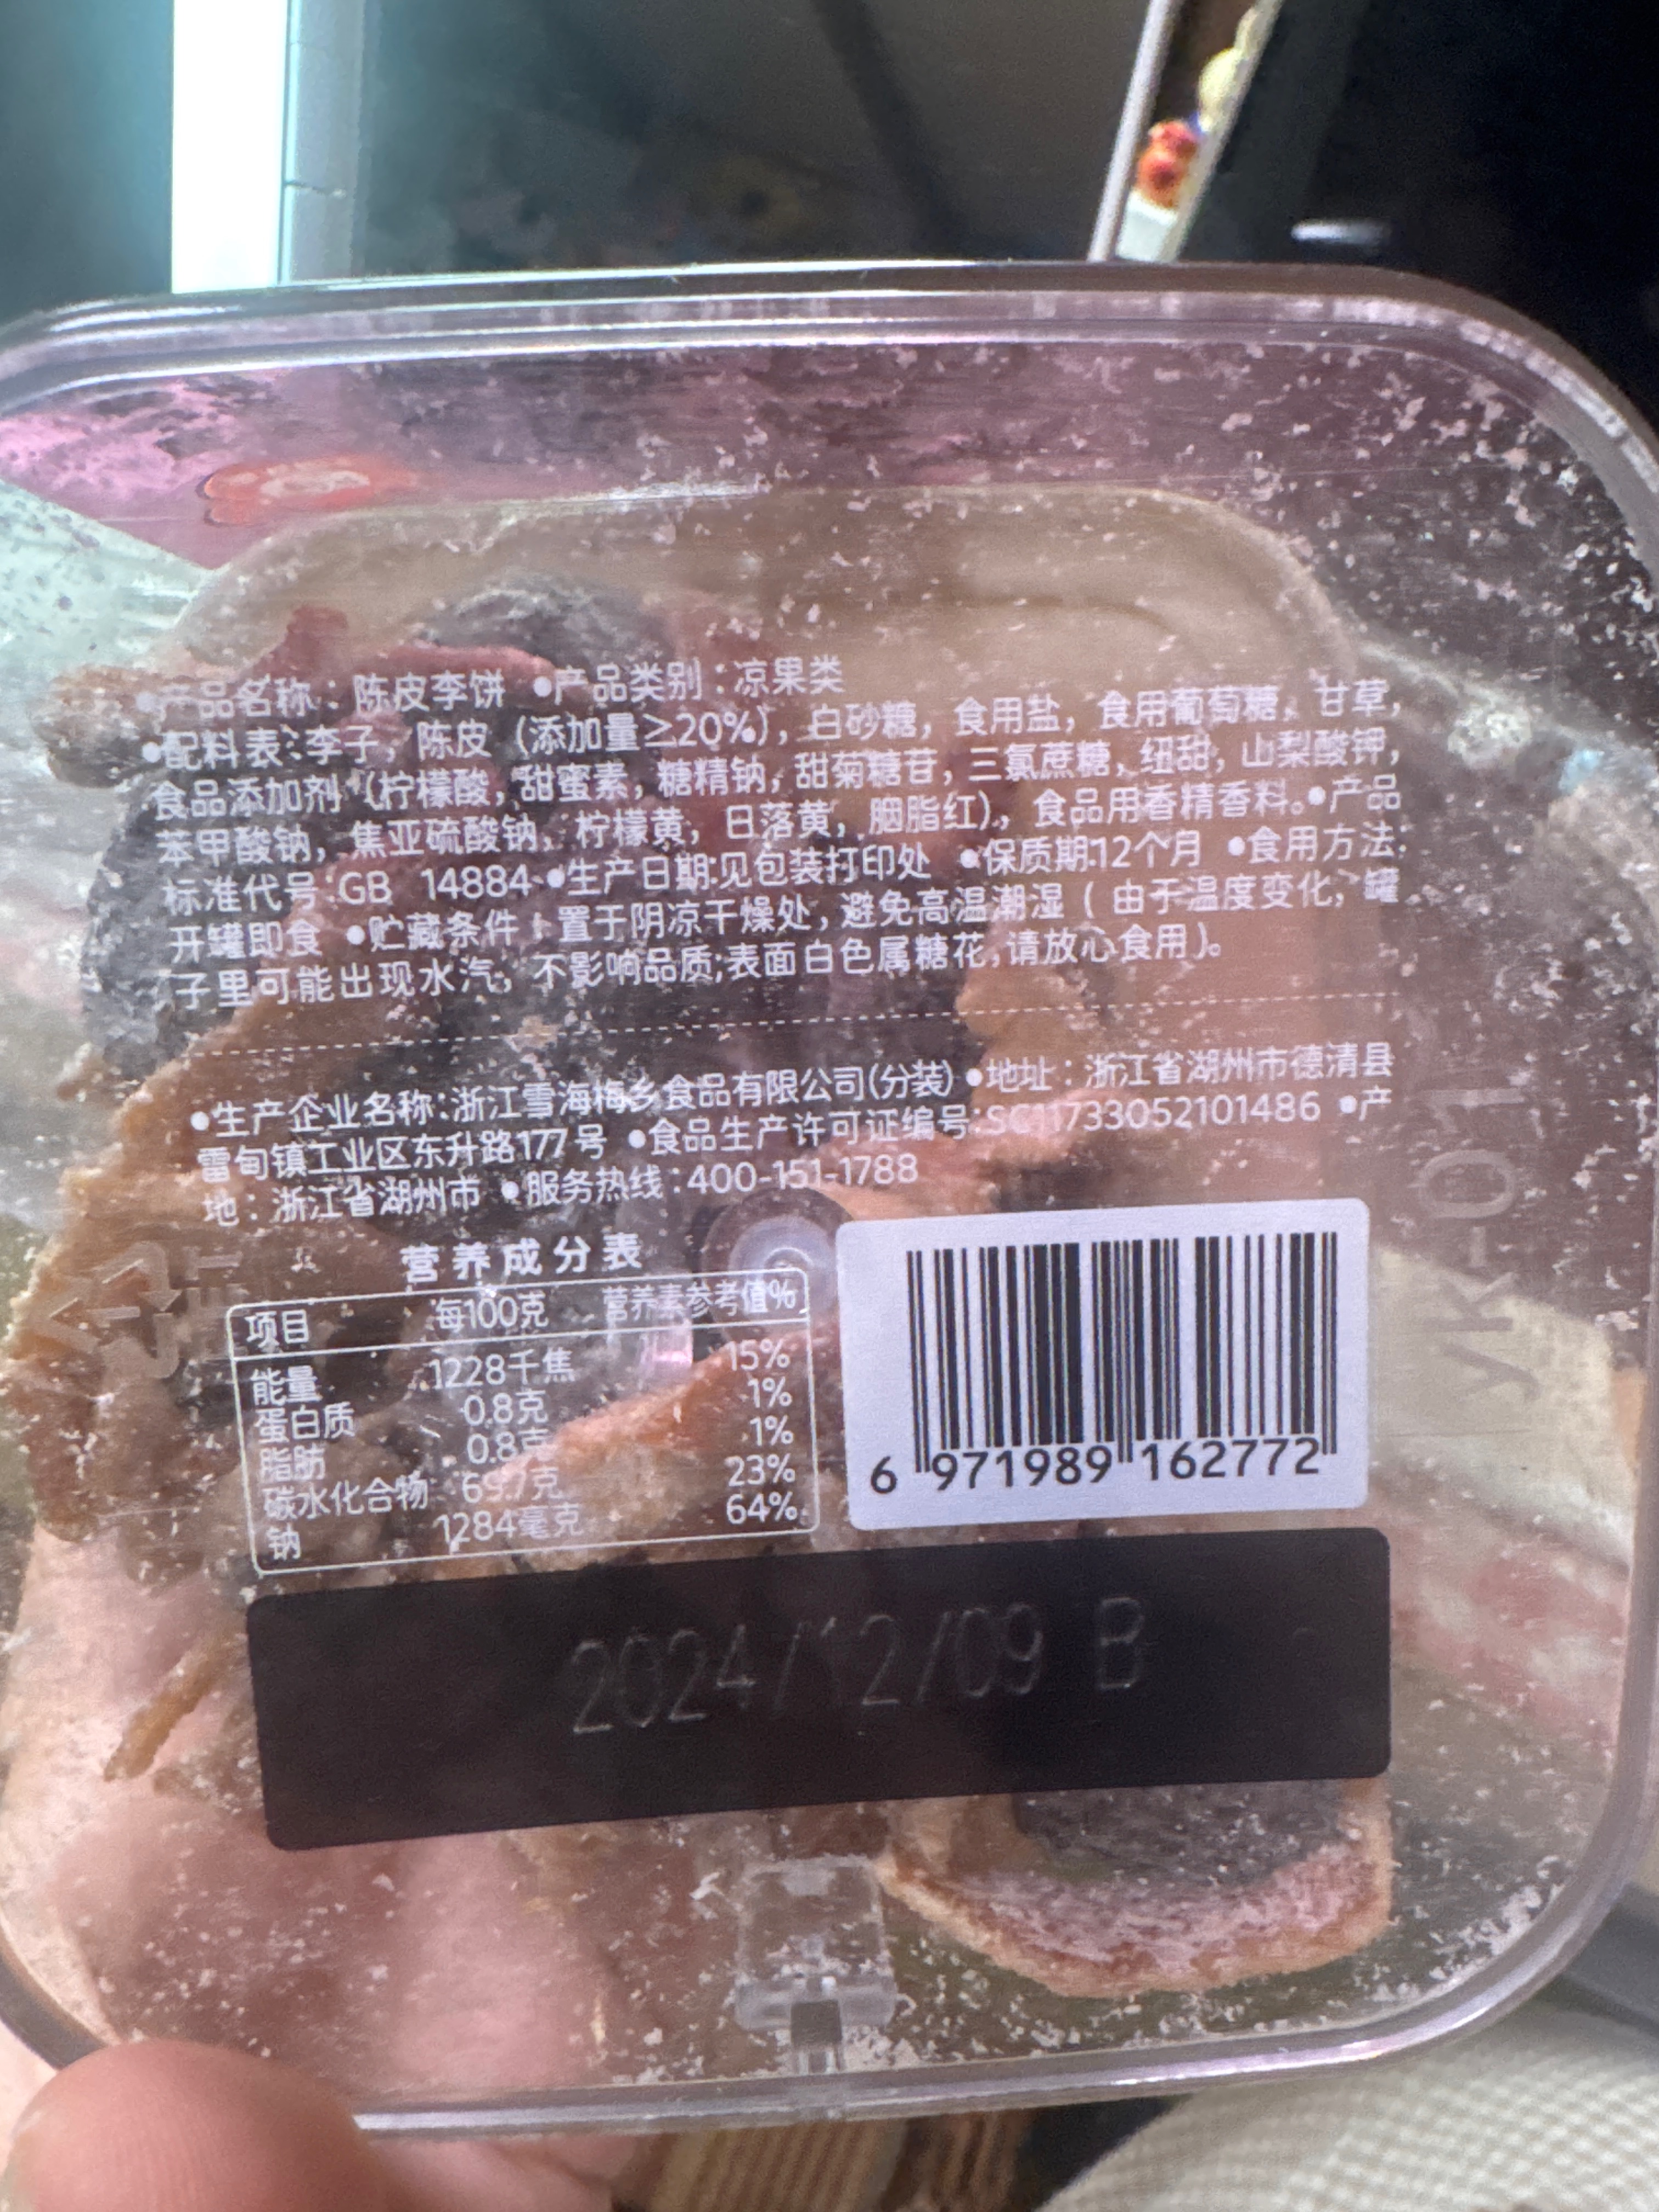 •产品名称：陈皮李饼 •产品类别：凉果类
•配料表：李子，陈皮（添加量≥20%），白砂糖，食用盐，食用葡萄糖，甘草，
食品添加剂（柠檬酸，甜蜜素，糖精钠，甜菊糖苷，三氯蔗糖，纽甜，山梨酸钾，
苯甲酸钠，焦亚硫酸钠，柠檬黄，日落黄，胭脂红），食品用香精香料。•产品
标准代号:GB 14884 •生产日期:见包装打印处 •保质期:12个月 •食用方法:
开罐即食 •贮藏条件：置于阴凉干燥处，避免高温潮湿（由于温度变化，罐
子里可能出现水汽，不影响品质;表面白色属糖花,请放心食用）。
•生产企业名称:浙江雪海梅乡食品有限公司(分装) •地址：浙江省湖州市德清县
雷甸镇工业区东升路177号 •食品生产许可证编号:SC11733052101486 •产
地：浙江省湖州市 •服务热线:400-151-1788
营养成分表
项目 每100克 营养素参考值%
能量 1228千焦 15%
蛋白质 0.8克 1%
脂肪 0.8克 1%
碳水化合物 69.7克 23%
钠 1284毫克 64%
6 971989 162772
2024/12/09 B
YK-01